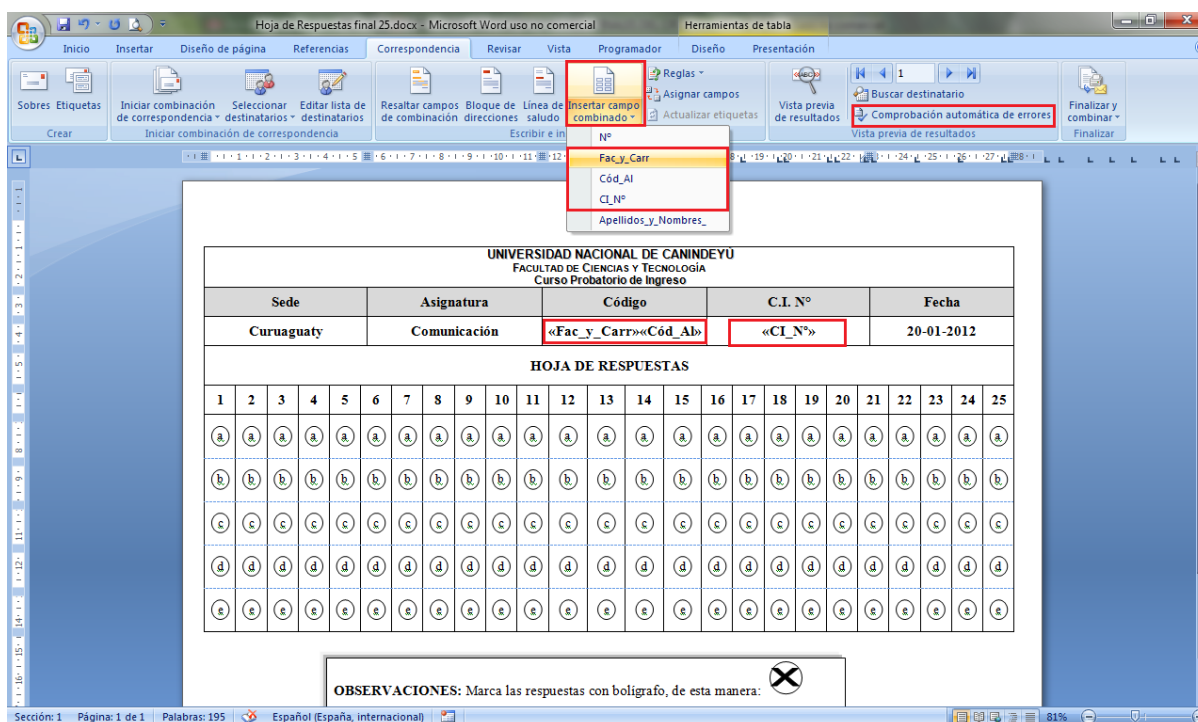 Hoja de Respuestas final 25.docx - Microsoft Word uso no comercial
Herramientas de tabla
Inicio Insertar Diseño de página Referencias Correspondencia Revisar Vista Programador Diseño Presentación
Sobres Etiquetas
Crear
Iniciar combinación de correspondencia
Seleccionar destinatarios
Editar lista de destinatarios
Iniciar combinación de correspondencia
Resaltar campos de combinación
Bloque de direcciones
Línea de saludo
Insertar campo combinado
Reglas
Asignar campos
Actualizar etiquetas
Escribir e in
Vista previa de resultados
1
Buscar destinatario
Comprobación automática de errores
Vista previa de resultados
Finalizar y combinar
Finalizar
Nº
Fac_y_Carr
Cód_Al
CI_Nº
Apellidos_y_Nombres_
UNIVERSIDAD NACIONAL DE CANINDEYÚ
FACULTAD DE CIENCIAS Y TECNOLOGÍA
Curso Probatorio de Ingreso
Sede Asignatura Código C.I. N° Fecha
Curuaguaty Comunicación «Fac_y_Carr»«Cód_Al» «CI_Nº» 20-01-2012
HOJA DE RESPUESTAS
1 2 3 4 5 6 7 8 9 10 11 12 13 14 15 16 17 18 19 20 21 22 23 24 25
a a a a a a a a a a a a a a a a a a a a a a a a a
b b b b b b b b b b b b b b b b b b b b b b b b b
c c c c c c c c c c c c c c c c c c c c c c c c c
d d d d d d d d d d d d d d d d d d d d d d d d d
e e e e e e e e e e e e e e e e e e e e e e e e e
OBSERVACIONES: Marca las respuestas con bolígrafo, de esta manera:
Sección: 1 Página: 1 de 1 Palabras: 195 Español (España, internacional) 81%